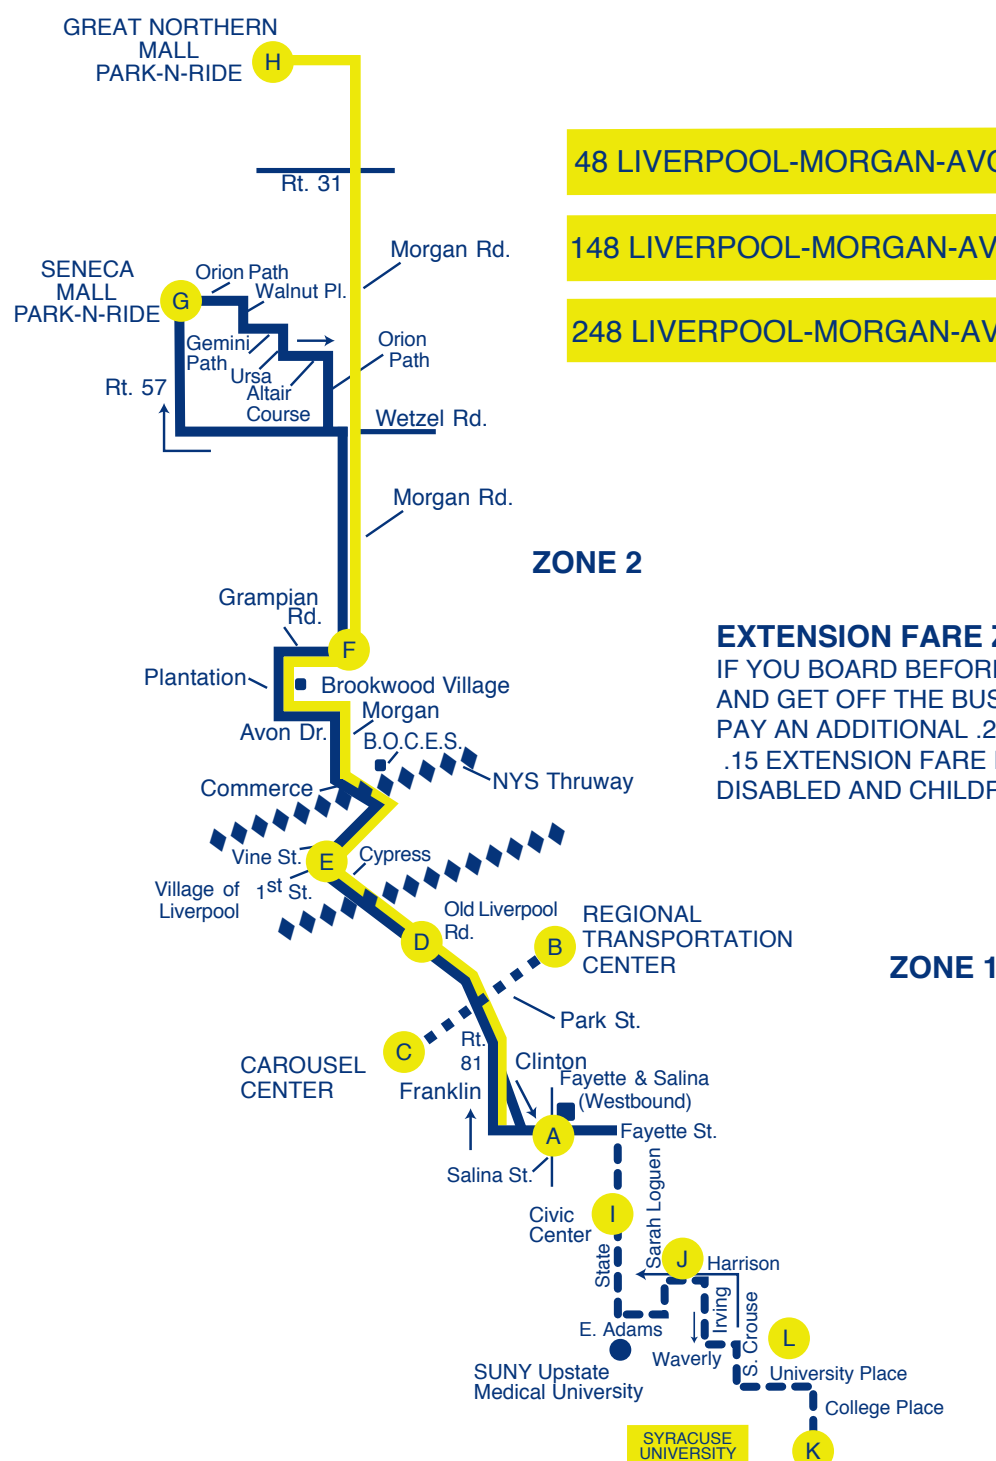 GREAT NORTHERN
MALL
PARK-N-RIDE
H
48 LIVERPOOL-MORGAN-AVO
Rt. 31
148 LIVERPOOL-MORGAN-AV
Morgan Rd.
SENECA
MALL
PARK-N-RIDE
G
Orion Path
Walnut Pl.
248 LIVERPOOL-MORGAN-AV
Gemini
Path
Ursa
Altair
Course
Orion
Path
Rt. 57
Wetzel Rd.
Morgan Rd.
ZONE 2
Grampian
Rd.
F
EXTENSION FARE Z
IF YOU BOARD BEFORE
AND GET OFF THE BUS
PAY AN ADDITIONAL .2
.15 EXTENSION FARE
DISABLED AND CHILDR
Plantation
Brookwood Village
Morgan
Avon Dr.
B.O.C.E.S.
NYS Thruway
Commerce
Vine St.
E
Cypress
Village of
Liverpool
1st St.
Old Liverpool
Rd.
D
REGIONAL
TRANSPORTATION
CENTER
B
ZONE 1
Park St.
C
CAROUSEL
CENTER
Rt.
81
Clinton
Franklin
Fayette & Salina
(Westbound)
A
Fayette St.
Salina St.
Sarah Loguen
Civic
Center
I
State
J
Harrison
Irving
S. Crouse
E. Adams
Waverly
L
SUNY Upstate
Medical University
University Place
College Place
SYRACUSE
UNIVERSITY
K